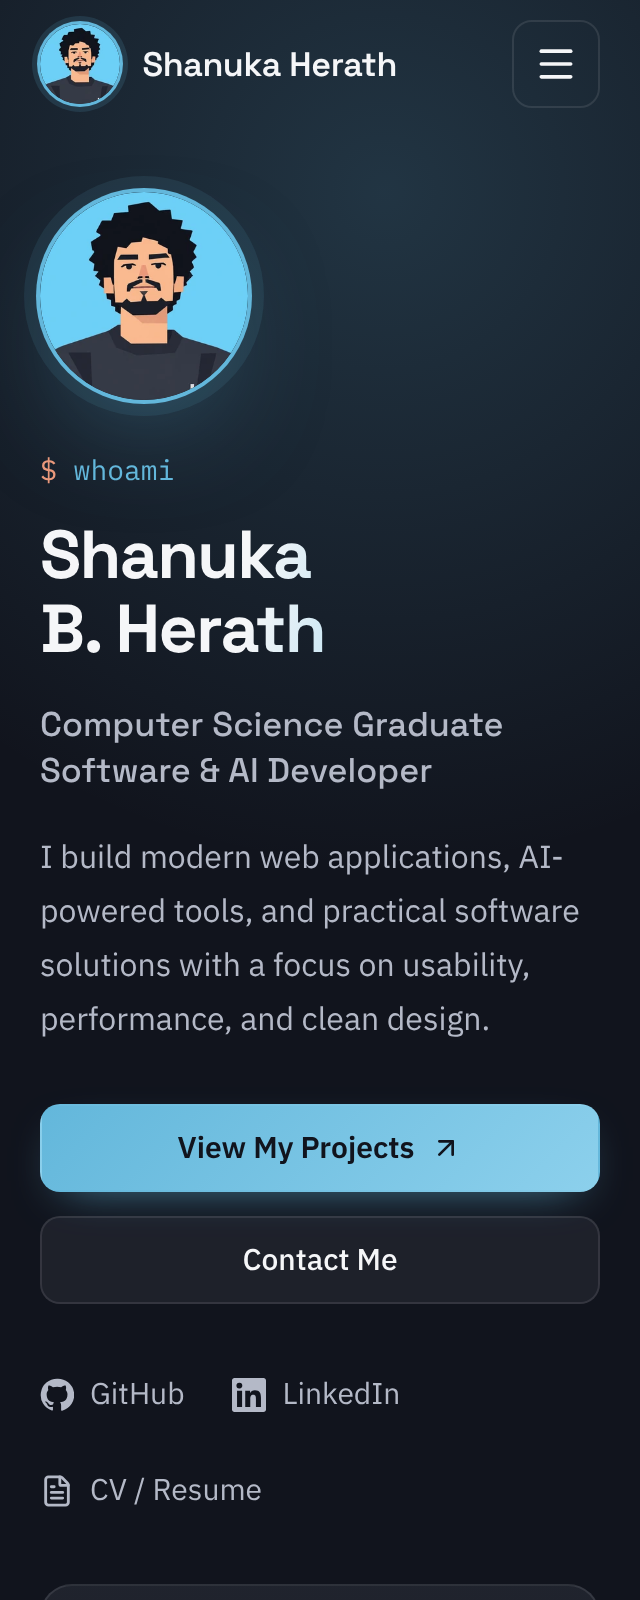 Shanuka Herath
$ whoami
Shanuka
B. Herath
Computer Science Graduate
Software & AI Developer
I build modern web applications, AI-
powered tools, and practical software
solutions with a focus on usability,
performance, and clean design.
View My Projects
Contact Me
GitHub
LinkedIn
CV / Resume